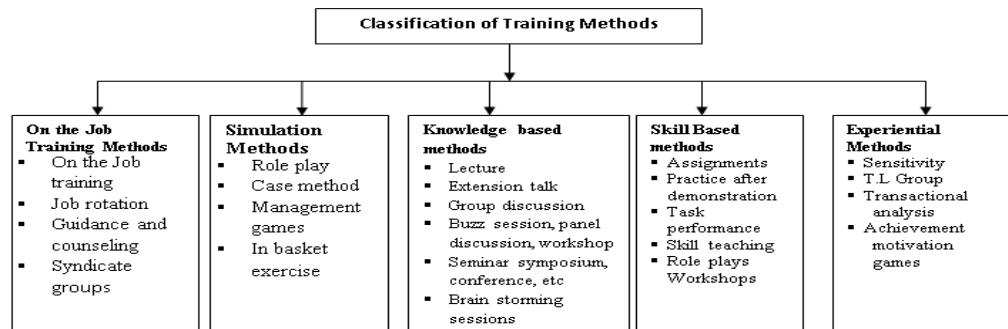 Classification of Training Methods
On the Job
Training Methods
▪ On the Job
training
▪ Job rotation
▪ Guidance and
counseling
▪ Syndicate
groups
Simulation
Methods
▪ Role play
▪ Case method
▪ Management
games
▪ In basket
exercise
Knowledge based
methods
▪ Lecture
▪ Extension talk
▪ Group discussion
▪ Buzz session, panel
discussion, workshop
▪ Seminar symposium,
conference, etc
▪ Brain storming
sessions
Skill Based
methods
▪ Assignments
▪ Practice after
demonstration
▪ Task
performance
▪ Skill teaching
▪ Role plays
Workshops
Experiential
Methods
▪ Sensitivity
▪ T.L Group
▪ Transactional
analysis
▪ Achievement
motivation
games